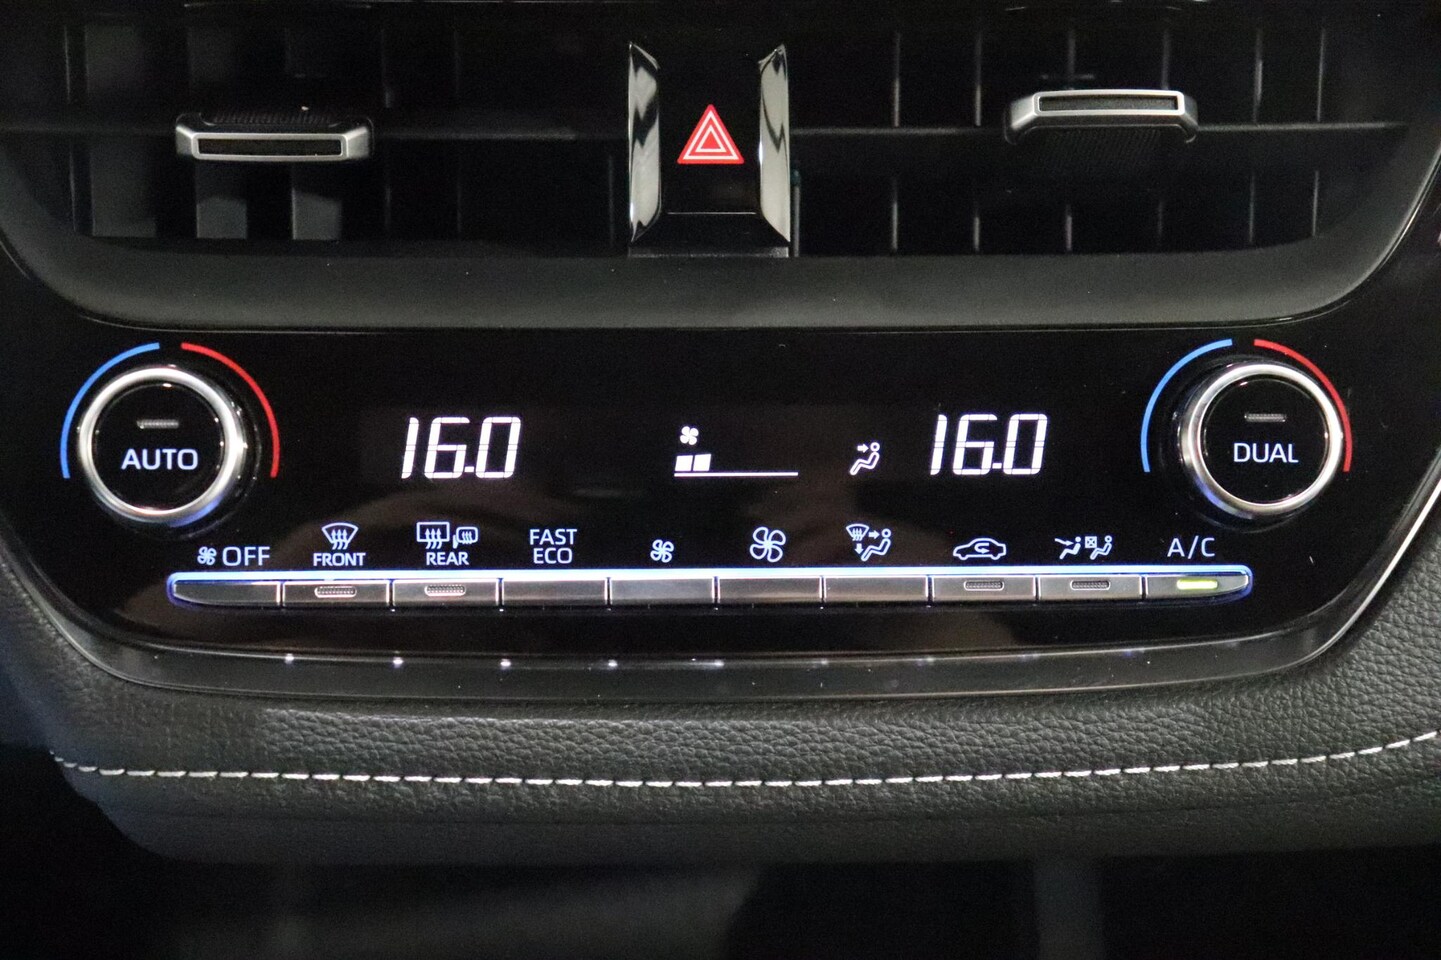 16.0
16.0
AUTO
DUAL
OFF
FRONT
REAR
FAST
ECO
A/C